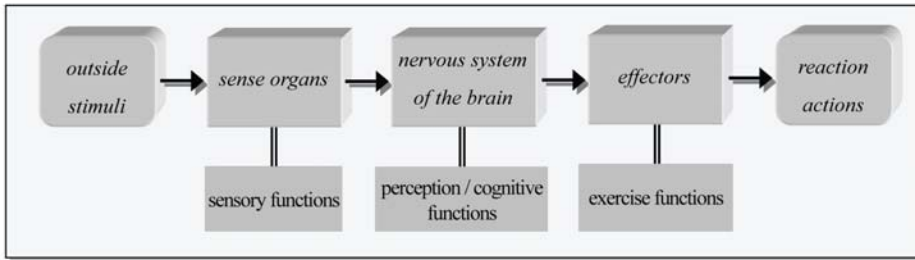 outside
stimuli
sense organs
nervous system
of the brain
effectors
reaction
actions
sensory functions
perception / cognitive
functions
exercise functions